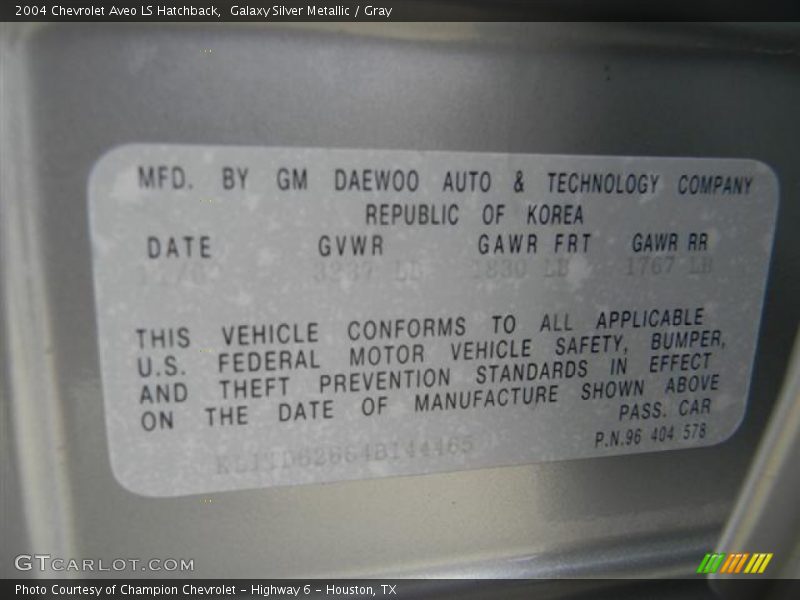 2004 Chevrolet Aveo LS Hatchback,  Galaxy Silver Metallic / Gray
MFD. BY GM DAEWOO AUTO & TECHNOLOGY COMPANY
REPUBLIC OF KOREA
DATE GVWR GAWR FRT GAWR RR
LB 1830 LB 1767 LB
THIS VEHICLE CONFORMS TO ALL APPLICABLE
U.S. FEDERAL MOTOR VEHICLE SAFETY, BUMPER,
AND THEFT PREVENTION STANDARDS IN EFFECT
ON THE DATE OF MANUFACTURE SHOWN ABOVE
PASS. CAR
P.N.96 404 578
GTCARLOT.COM
Photo Courtesy of Champion Chevrolet - Highway 6 - Houston, TX